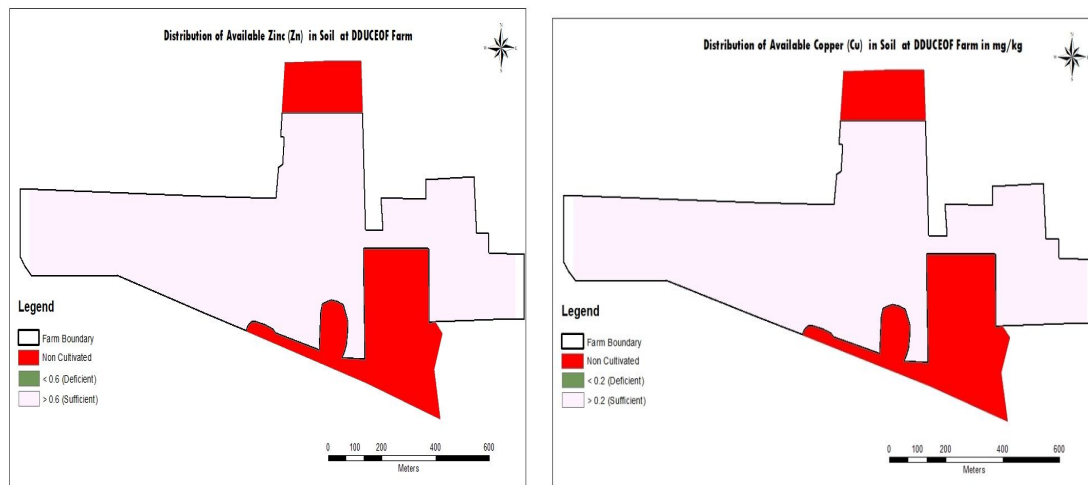 Distribution of Available Zinc (Zn) in Soil at DDUCEOF Farm
Legend
Farm Boundary
Non Cultivated
< 0.6 (Deficient)
> 0.6 (Sufficient)
0 100 200 400 600
Meters
Distribution of Available Copper (Cu) in Soil at DDUCEOF Farm in mg/kg
Legend
Farm Boundary
Non Cultivated
< 0.2 (Deficient)
> 0.2 (Sufficient)
0 100 200 400 600
Meters